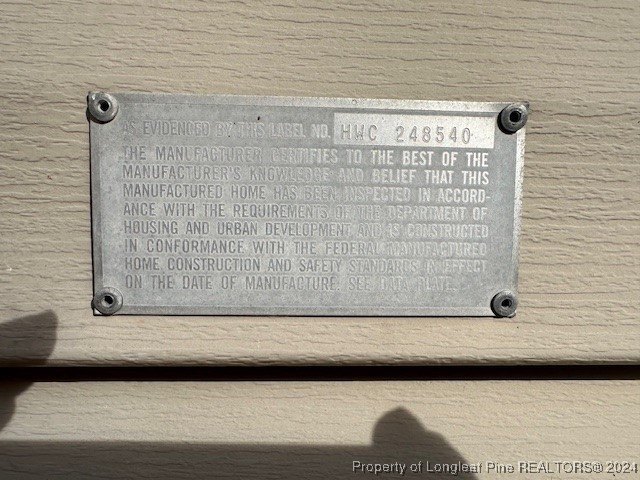 AS EVIDENCED BY THIS LABEL NO. HWC 248540
THE MANUFACTURER CERTIFIES TO THE BEST OF THE
MANUFACTURER'S KNOWLEDGE AND BELIEF THAT THIS
MANUFACTURED HOME HAS BEEN INSPECTED IN ACCORD-
ANCE WITH THE REQUIREMENTS OF THE DEPARTMENT OF
HOUSING AND URBAN DEVELOPMENT AND IS CONSTRUCTED
IN CONFORMANCE WITH THE FEDERAL MANUFACTURED
HOME CONSTRUCTION AND SAFETY STANDARDS IN EFFECT
ON THE DATE OF MANUFACTURE. SEE DATA PLATE.
Property of Longleaf Pine REALTORS® 2024